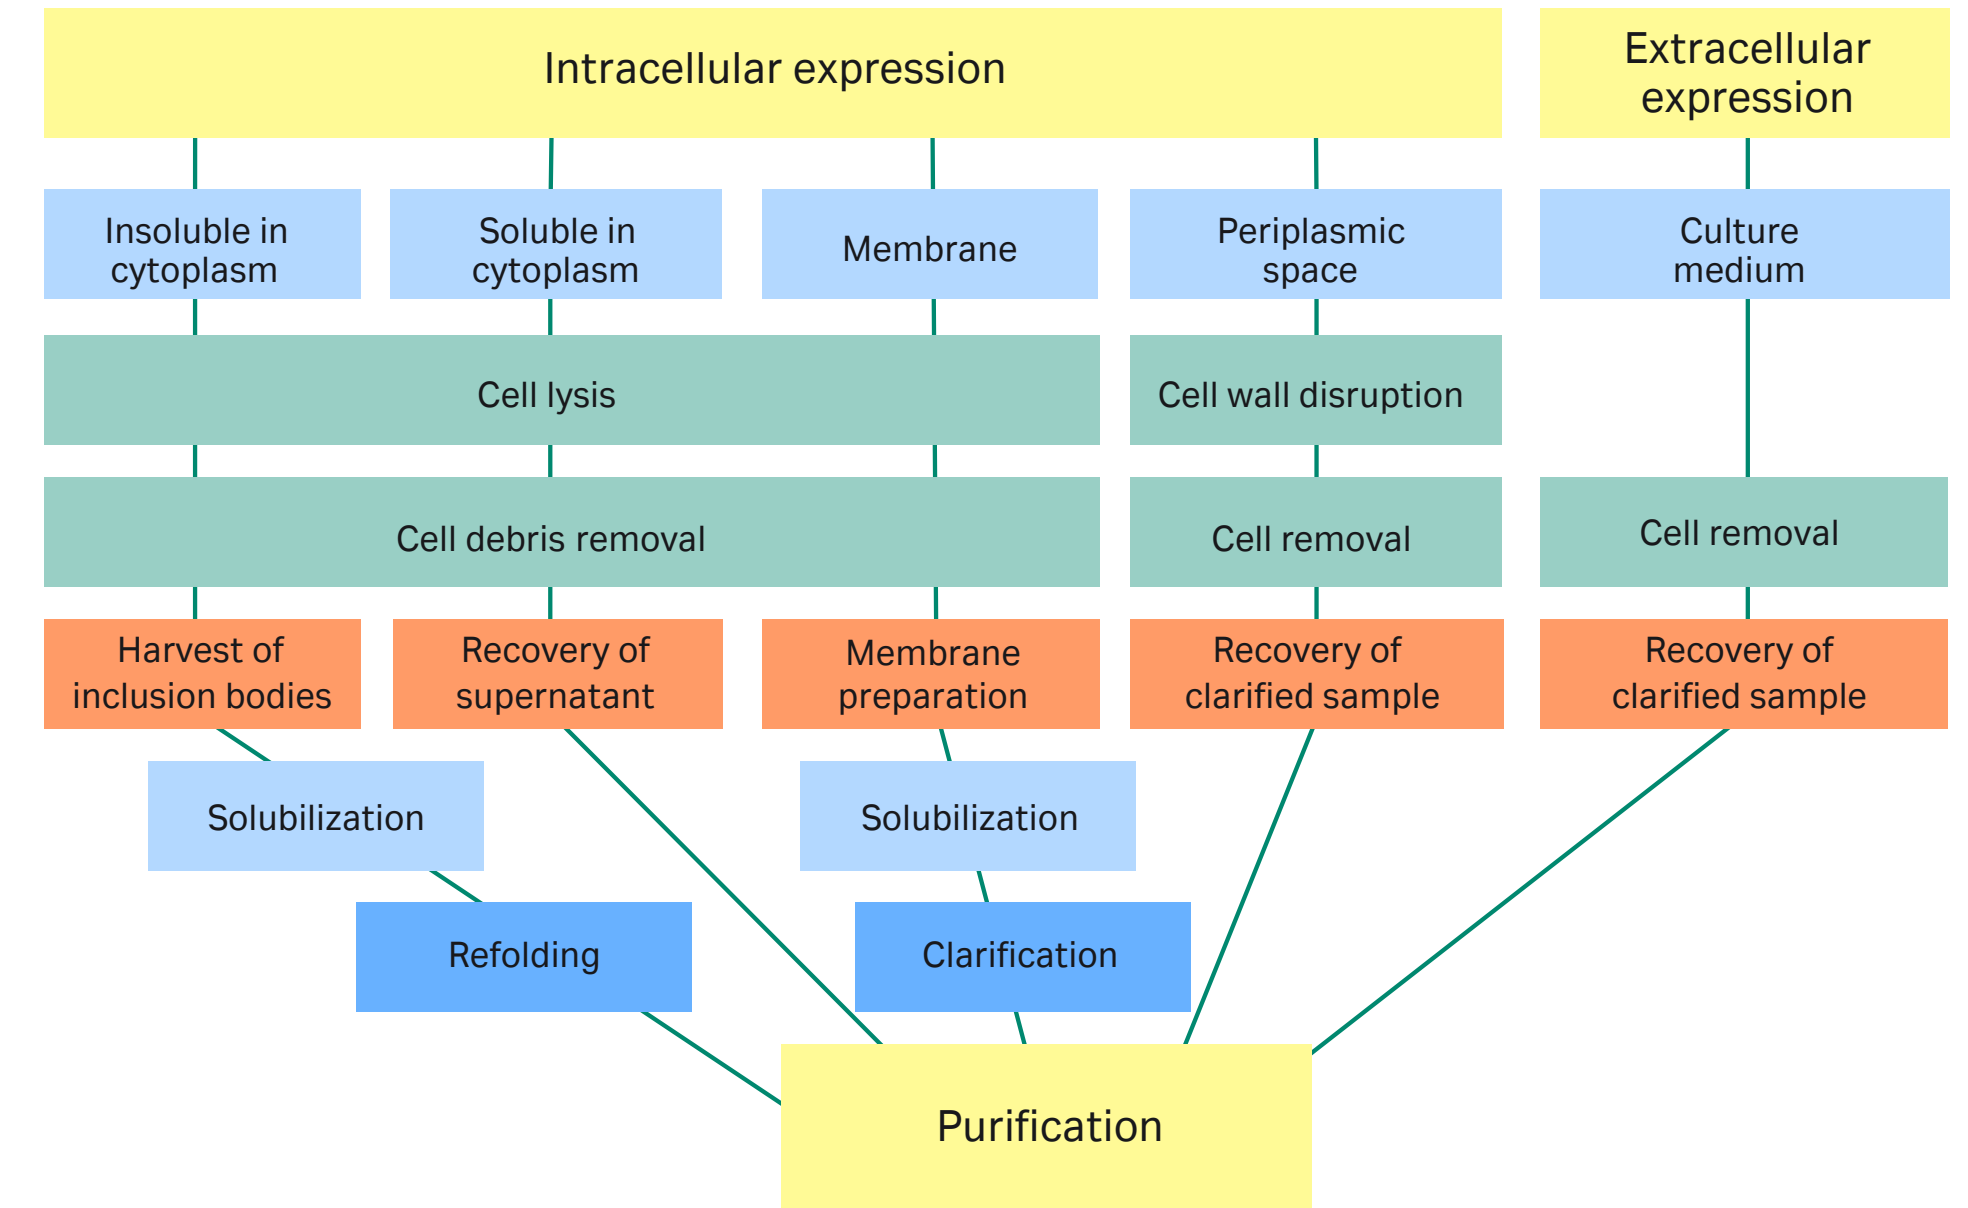 Intracellular expression
Extracellular
expression
Insoluble in
cytoplasm
Soluble in
cytoplasm
Membrane
Periplasmic
space
Culture
medium
Cell lysis
Cell wall disruption
Cell debris removal
Cell removal
Cell removal
Harvest of
inclusion bodies
Recovery of
supernatant
Membrane
preparation
Recovery of
clarified sample
Recovery of
clarified sample
Solubilization
Solubilization
Refolding
Clarification
Purification